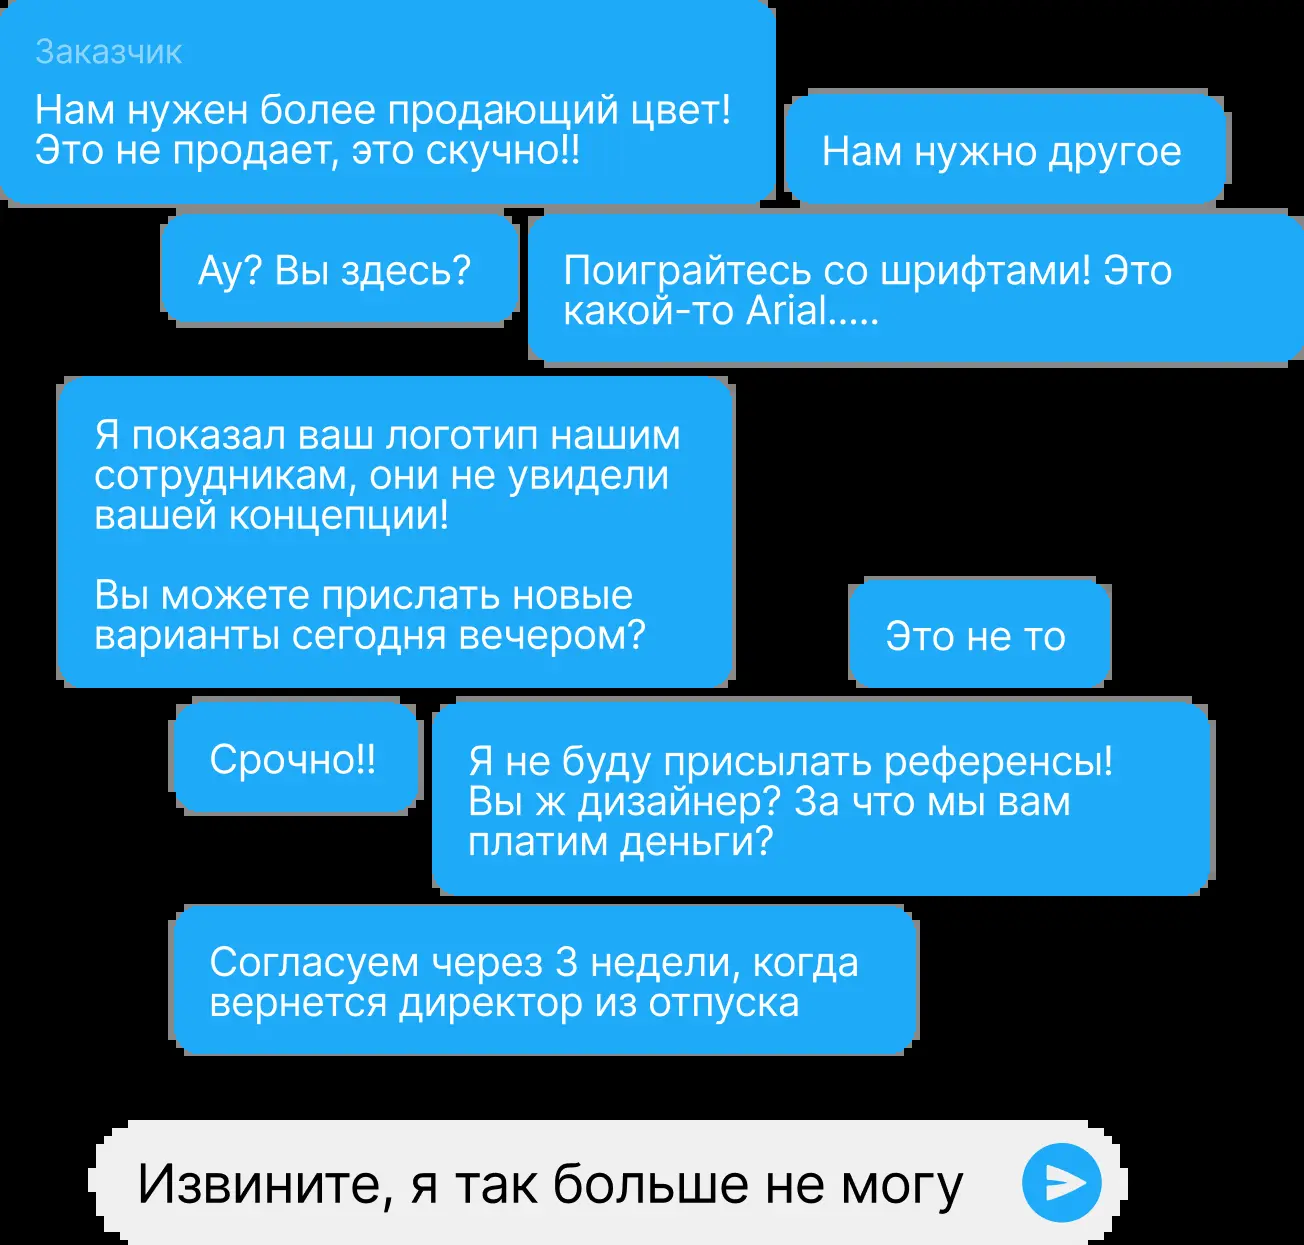 Заказчик
Нам нужен более продающий цвет!
Это не продает, это скучно!!
Нам нужно другое
Ау? Вы здесь?
Поиграйтесь со шрифтами! Это
какой-то Arial.....
Я показал ваш логотип нашим
сотрудникам, они не увидели
вашей концепции!
Вы можете прислать новые
варианты сегодня вечером?
Это не то
Срочно!!
Я не буду присылать референсы!
Вы ж дизайнер? За что мы вам
платим деньги?
Согласуем через 3 недели, когда
вернется директор из отпуска
Извините, я так больше не могу